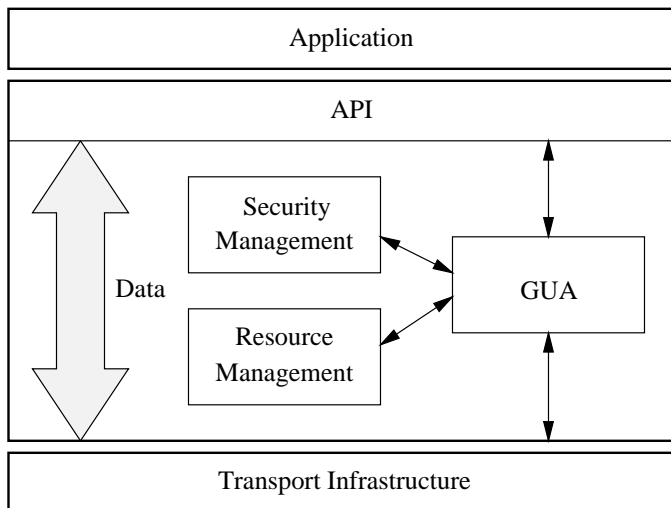 Application
API
Security
Management
Data
GUA
Resource
Management
Transport Infrastructure